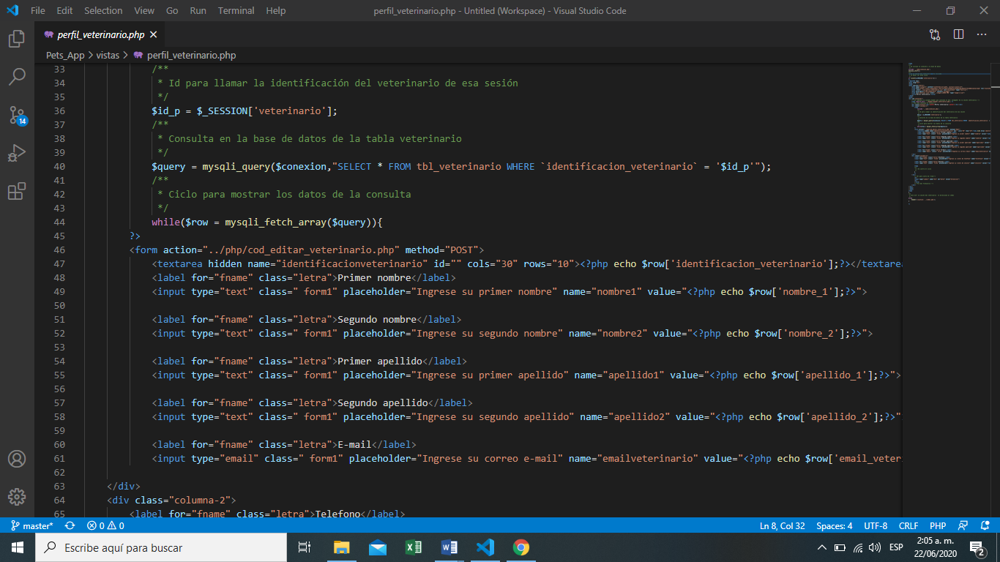 File Edit Selection View Go Run Terminal Help perfil_veterinario.php - Untitled (Workspace) - Visual Studio Code
perfil_veterinario.php
Pets_App > vistas > perfil_veterinario.php
33 /**
34 * Id para llamar la identificación del veterinario de esa sesión
35 */
36 $id_p = $_SESSION['veterinario'];
37 /**
38 * Consulta en la base de datos de la tabla veterinario
39 */
40 $query = mysqli_query($conexion,"SELECT * FROM tbl_veterinario WHERE `identificacion_veterinario` = '$id_p'");
41 /**
42 * Ciclo para mostrar los datos de la consulta
43 */
44 while($row = mysqli_fetch_array($query)){
45 ?>
46 <form action="../php/cod_editar_veterinario.php" method="POST">
47 <textarea hidden name="identificacionveterinario" id="" cols="30" rows="10"><?php echo $row['identificacion_veterinario'];?></textarea
48 <label for="fname" class="letra">Primer nombre</label>
49 <input type="text" class=" form1" placeholder="Ingrese su primer nombre" name="nombre1" value="<?php echo $row['nombre_1'];?>">
50
51 <label for="fname" class="letra">Segundo nombre</label>
52 <input type="text" class=" form1" placeholder="Ingrese su segundo nombre" name="nombre2" value="<?php echo $row['nombre_2'];?>">
53
54 <label for="fname" class="letra">Primer apellido</label>
55 <input type="text" class=" form1" placeholder="Ingrese su primer apellido" name="apellido1" value="<?php echo $row['apellido_1'];?>">
56
57 <label for="fname" class="letra">Segundo apellido</label>
58 <input type="text" class=" form1" placeholder="Ingrese su segundo apellido" name="apellido2" value="<?php echo $row['apellido_2'];?>"
59
60 <label for="fname" class="letra">E-mail</label>
61 <input type="email" class=" form1" placeholder="Ingrese su correo e-mail" name="emailveterinario" value="<?php echo $row['email_veteri
62
63 </div>
64 <div class="columna-2">
65 <label for="fname" class="letra">Telefono</label>
14
master* 0 0 Ln 8, Col 32 Spaces: 4 UTF-8 CRLF PHP
Escribe aquí para buscar
ESP
2:05 a. m.
22/06/2020
2